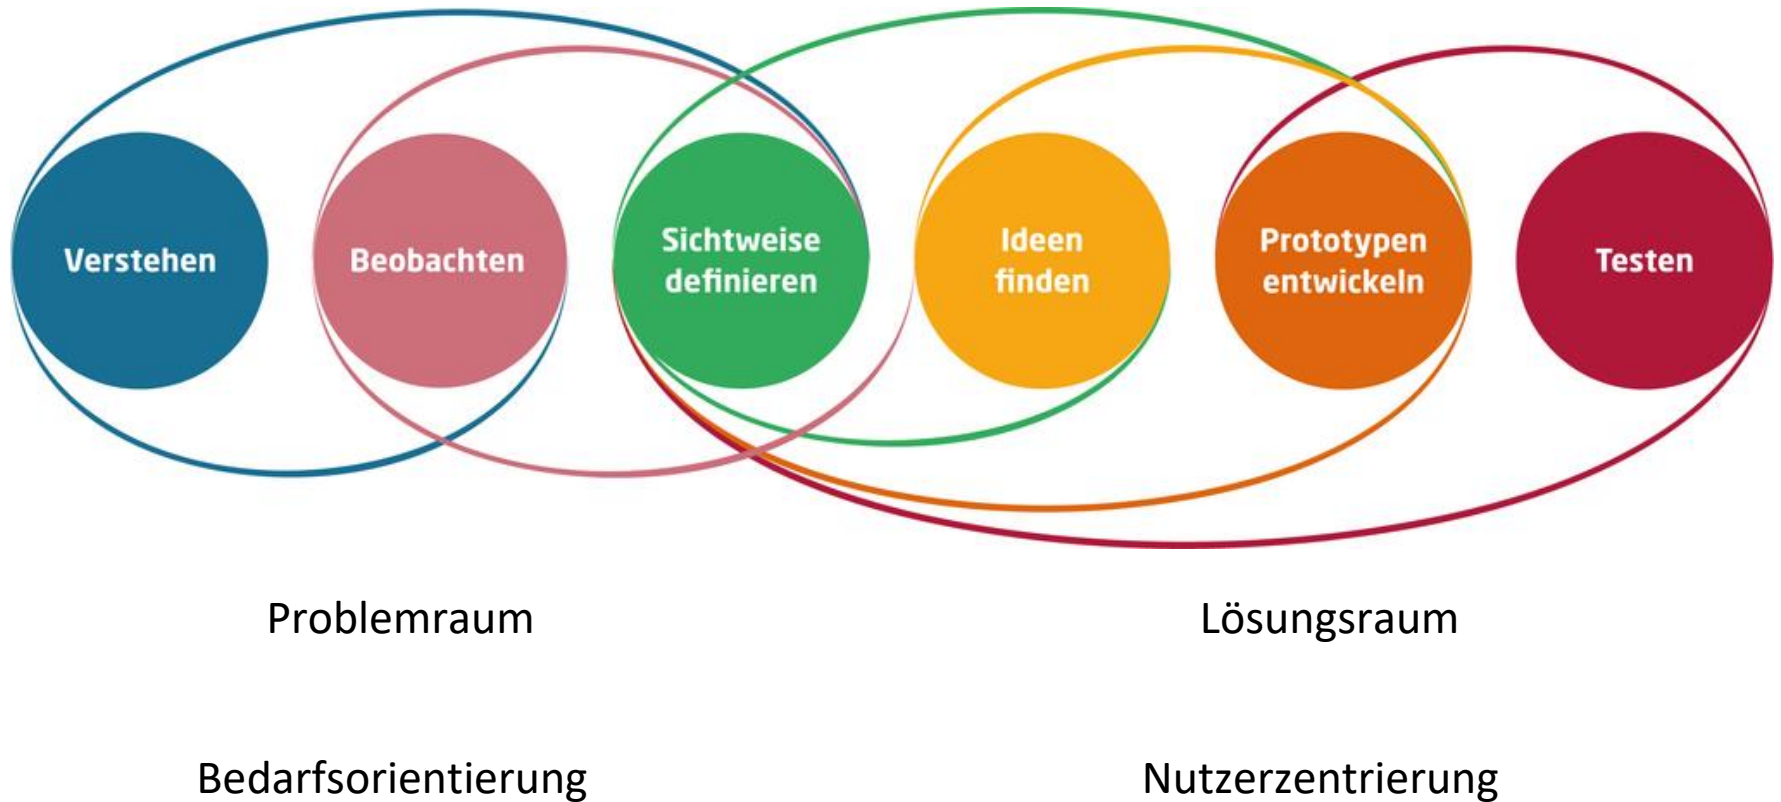 Verstehen
Beobachten
Sichtweise
definieren
Ideen
finden
Prototypen
entwickeln
Testen
Problemraum
Lösungsraum
Bedarfsorientierung
Nutzerzentrierung